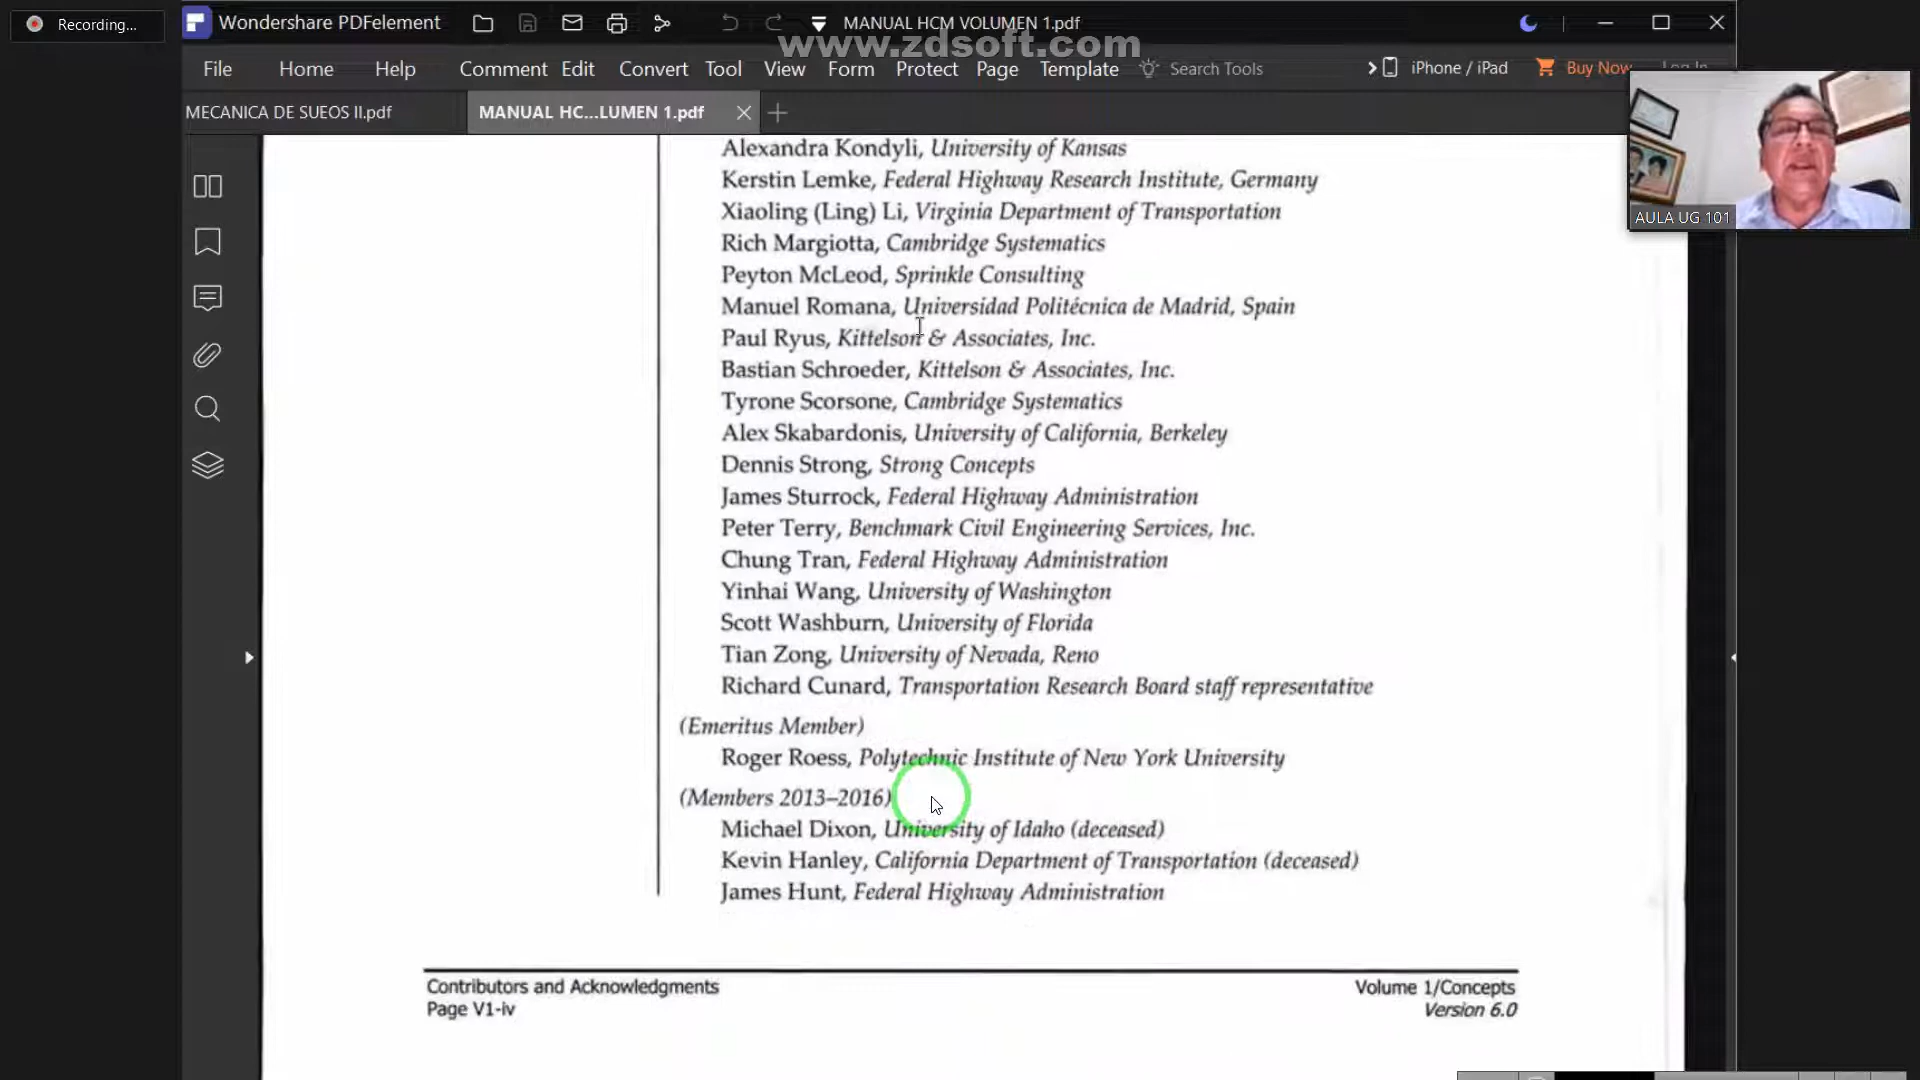 Recording...
Wondershare PDFelement
MANUAL HCM VOLUMEN 1.pdf
www.zdsoft.com
File Home Help Comment Edit Convert Tool View Form Protect Page Template Search Tools iPhone / iPad Buy Now Log In
MECANICA DE SUEOS II.pdf
MANUAL HC...LUMEN 1.pdf
AULA UG 101
Alexandra Kondyli, University of Kansas
Kerstin Lemke, Federal Highway Research Institute, Germany
Xiaoling (Ling) Li, Virginia Department of Transportation
Rich Margiotta, Cambridge Systematics
Peyton McLeod, Sprinkle Consulting
Manuel Romana, Universidad Politécnica de Madrid, Spain
Paul Ryus, Kittelson & Associates, Inc.
Bastian Schroeder, Kittelson & Associates, Inc.
Tyrone Scorsone, Cambridge Systematics
Alex Skabardonis, University of California, Berkeley
Dennis Strong, Strong Concepts
James Sturrock, Federal Highway Administration
Peter Terry, Benchmark Civil Engineering Services, Inc.
Chung Tran, Federal Highway Administration
Yinhai Wang, University of Washington
Scott Washburn, University of Florida
Tian Zong, University of Nevada, Reno
Richard Cunard, Transportation Research Board staff representative
(Emeritus Member)
Roger Roess, Polytechnic Institute of New York University
(Members 2013–2016)
Michael Dixon, University of Idaho (deceased)
Kevin Hanley, California Department of Transportation (deceased)
James Hunt, Federal Highway Administration
Contributors and Acknowledgments
Page V1-iv
Volume 1/Concepts
Version 6.0